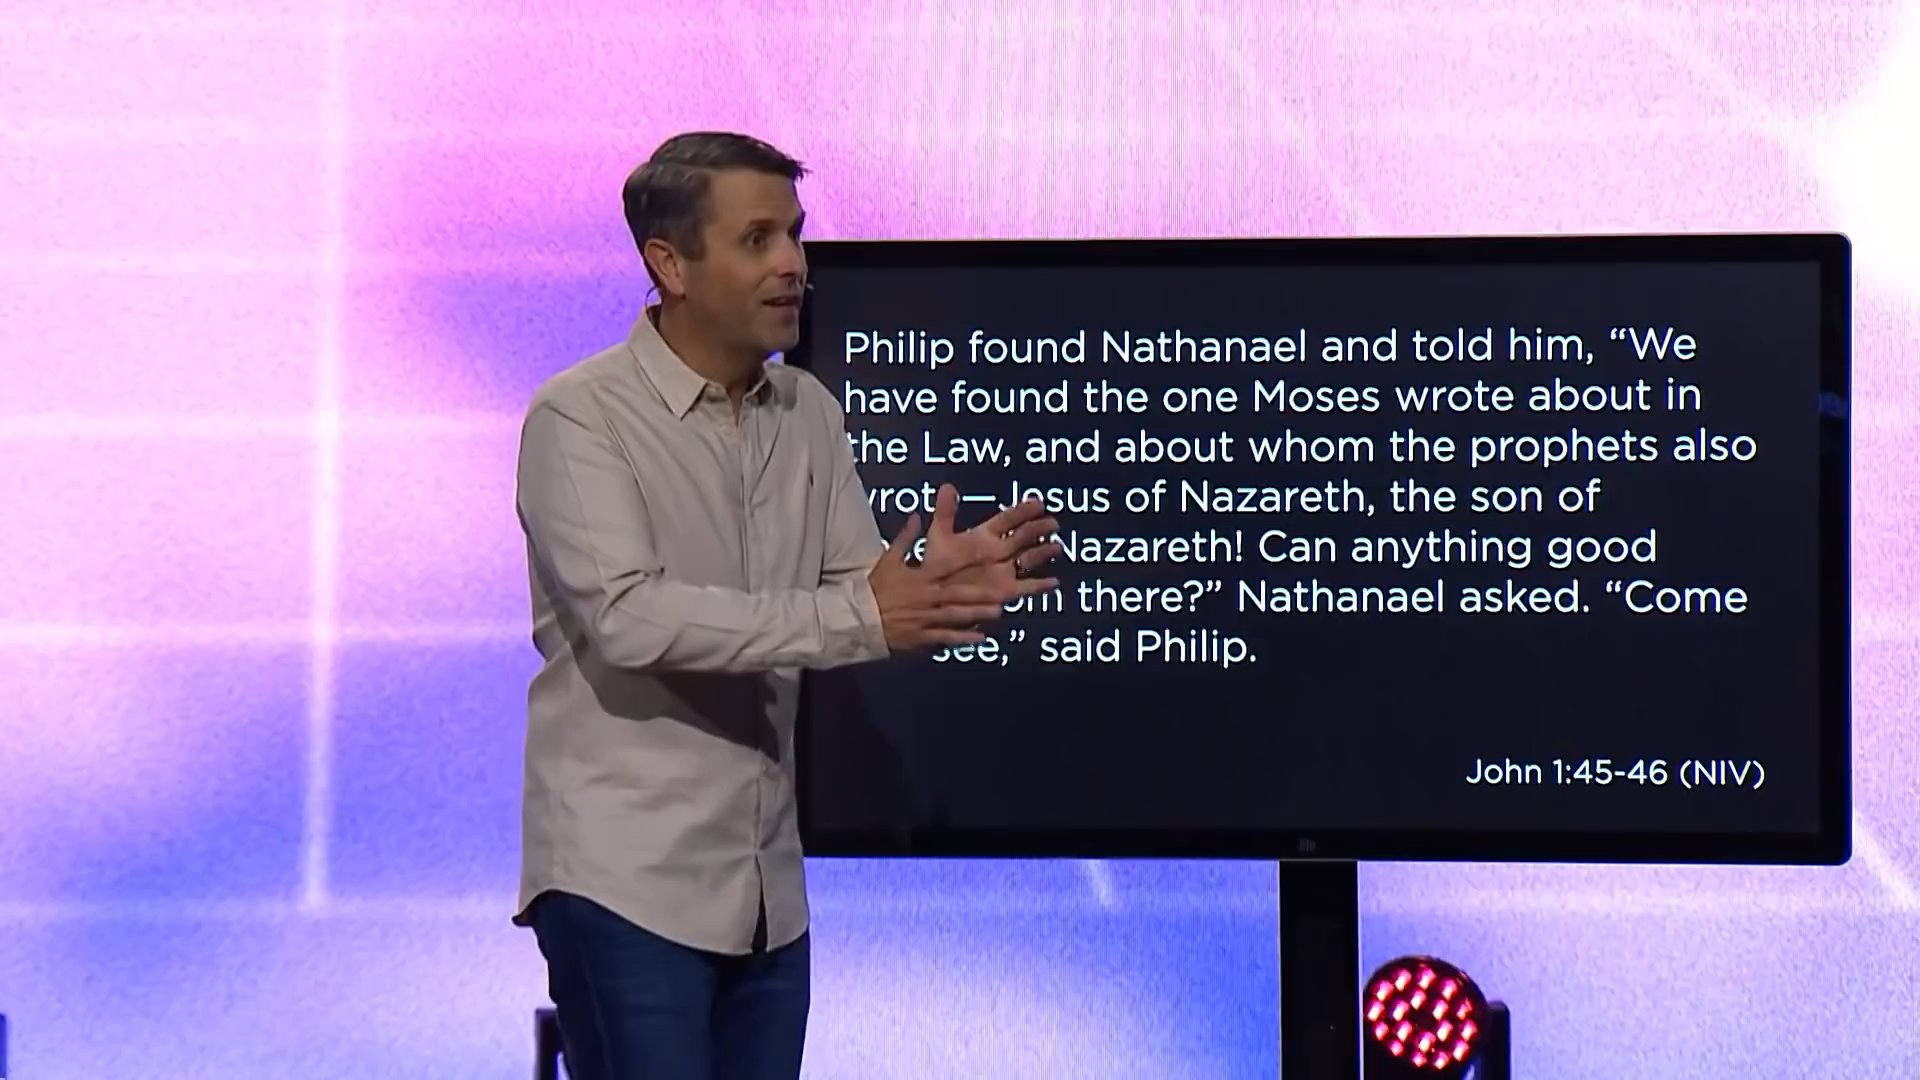 Philip found Nathanael and told him, “We
have found the one Moses wrote about in
the Law, and about whom the prophets also
wrote—Jesus of Nazareth, the son of
Nazareth! Can anything good
there?” Nathanael asked. “Come
see,” said Philip.
John 1:45-46 (NIV)